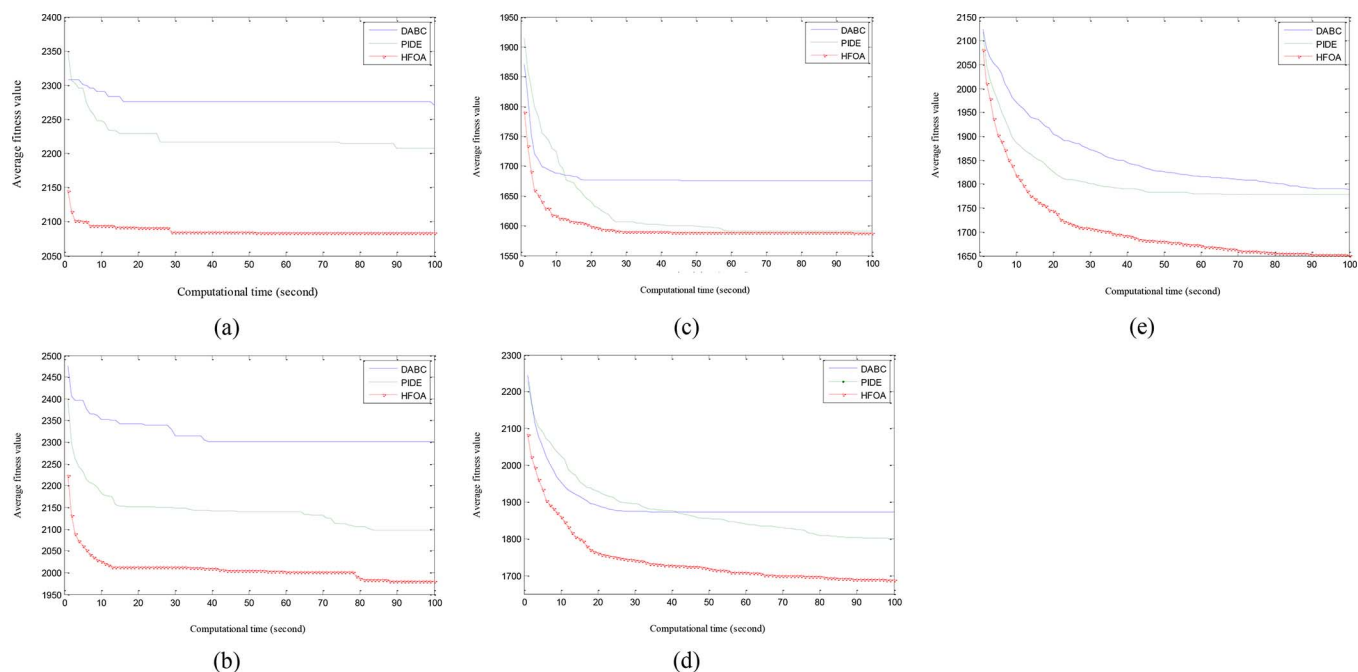 2400
2350
2300
2250
2200
2150
2100
2050
0 10 20 30 40 50 60 70 80 90 100
Average fitness value
Computational time (second)
DABC
PIDE
HFOA
(a)
1950
1900
1850
1800
1750
1700
1650
1600
1550
0 10 20 30 40 50 60 70 80 90 100
Average fitness value
Computational time (second)
DABC
PIDE
HFOA
(c)
2150
2100
2050
2000
1950
1900
1850
1800
1750
1700
1650
0 10 20 30 40 50 60 70 80 90 100
Average fitness value
Computational time (second)
DABC
PIDE
HFOA
(e)
2500
2450
2400
2350
2300
2250
2200
2150
2100
2050
2000
1950
0 10 20 30 40 50 60 70 80 90 100
Average fitness value
Computational time (second)
DABC
PIDE
HFOA
(b)
2300
2200
2100
2000
1900
1800
1700
0 10 20 30 40 50 60 70 80 90 100
Average fitness value
Computational time (second)
DABC
PIDE
HFOA
(d)